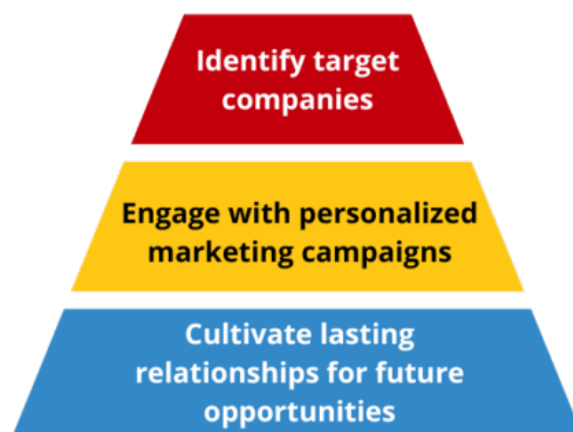 Identify target
companies
Engage with personalized
marketing campaigns
Cultivate lasting
relationships for future
opportunities